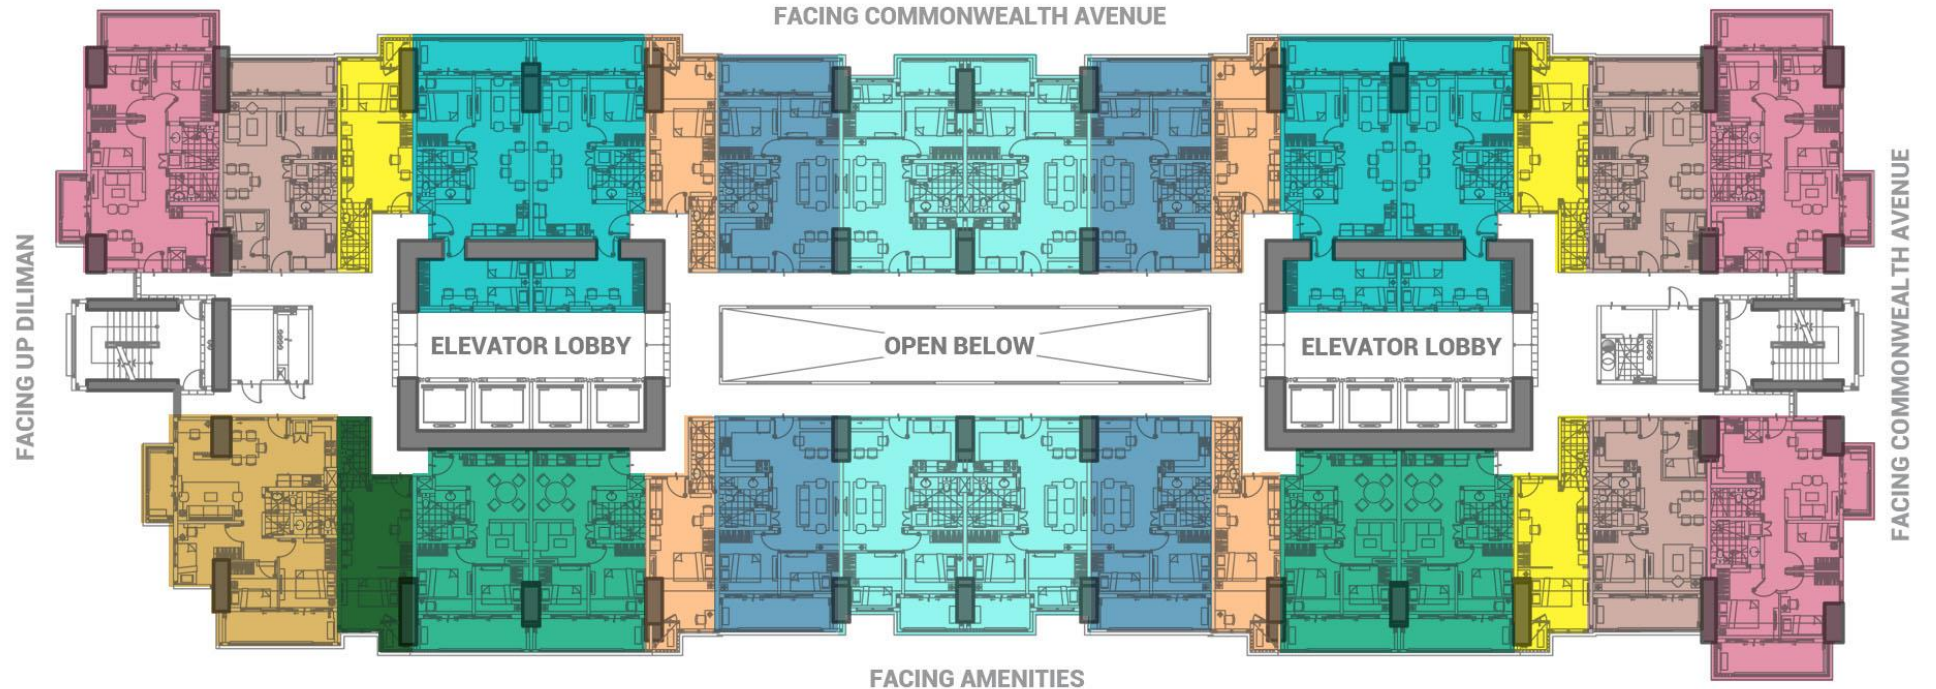 FACING COMMONWEALTH AVENUE
FACING UP DILIMAN
ELEVATOR LOBBY
OPEN BELOW
ELEVATOR LOBBY
FACING COMMONWEALTH AVENUE
FACING AMENITIES